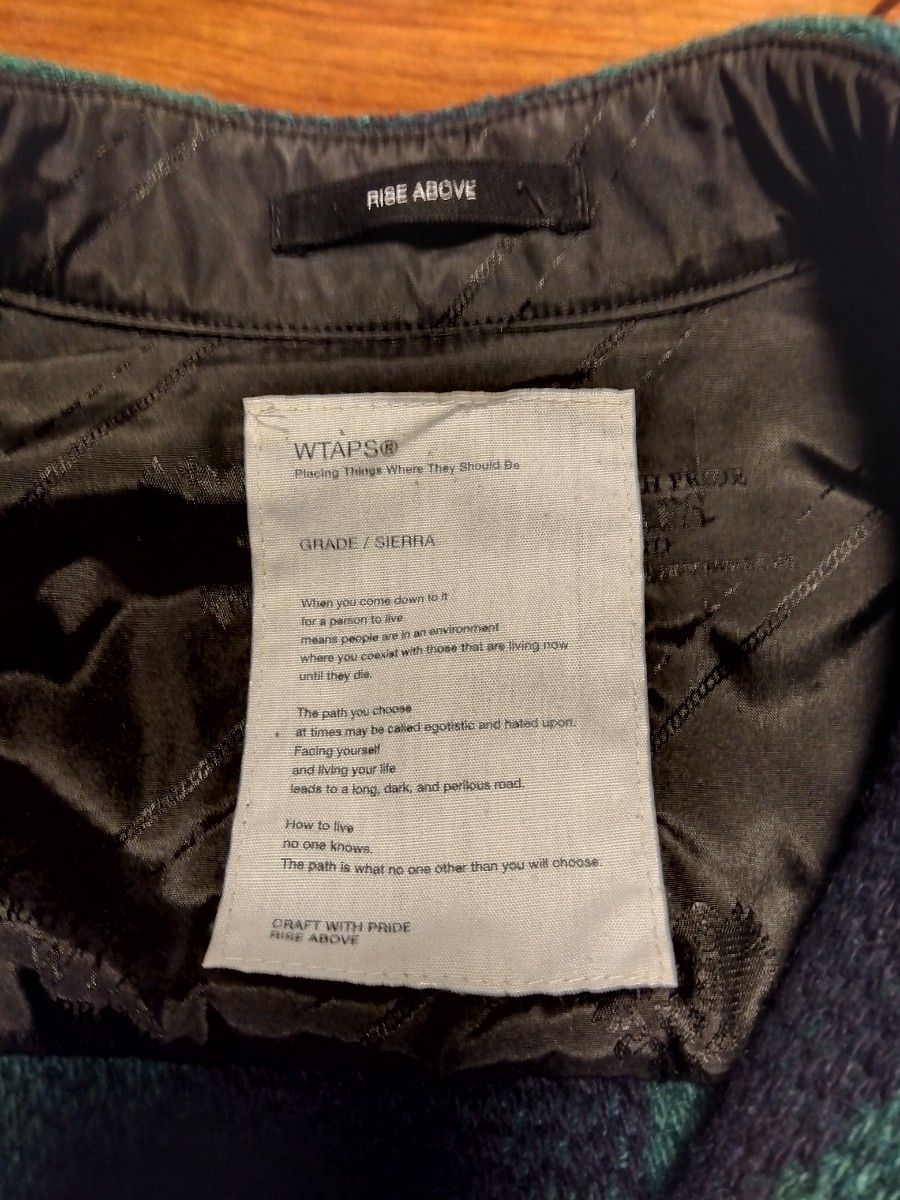 RISE ABOVE
WTAPS®
Placing Things Where They Should Be
GRADE / SIERRA
When you come down to it
for a person to live
means people are in an environment
where you coexist with those that are living now
until they die.
The path you choose
at times may be called egotistic and hated upon.
Facing yourself
and living your life
leads to a long, dark, and perilous road.
How to live
no one knows.
The path is what no one other than you will choose.
CRAFT WITH PRIDE
RISE ABOVE
H PRIDE